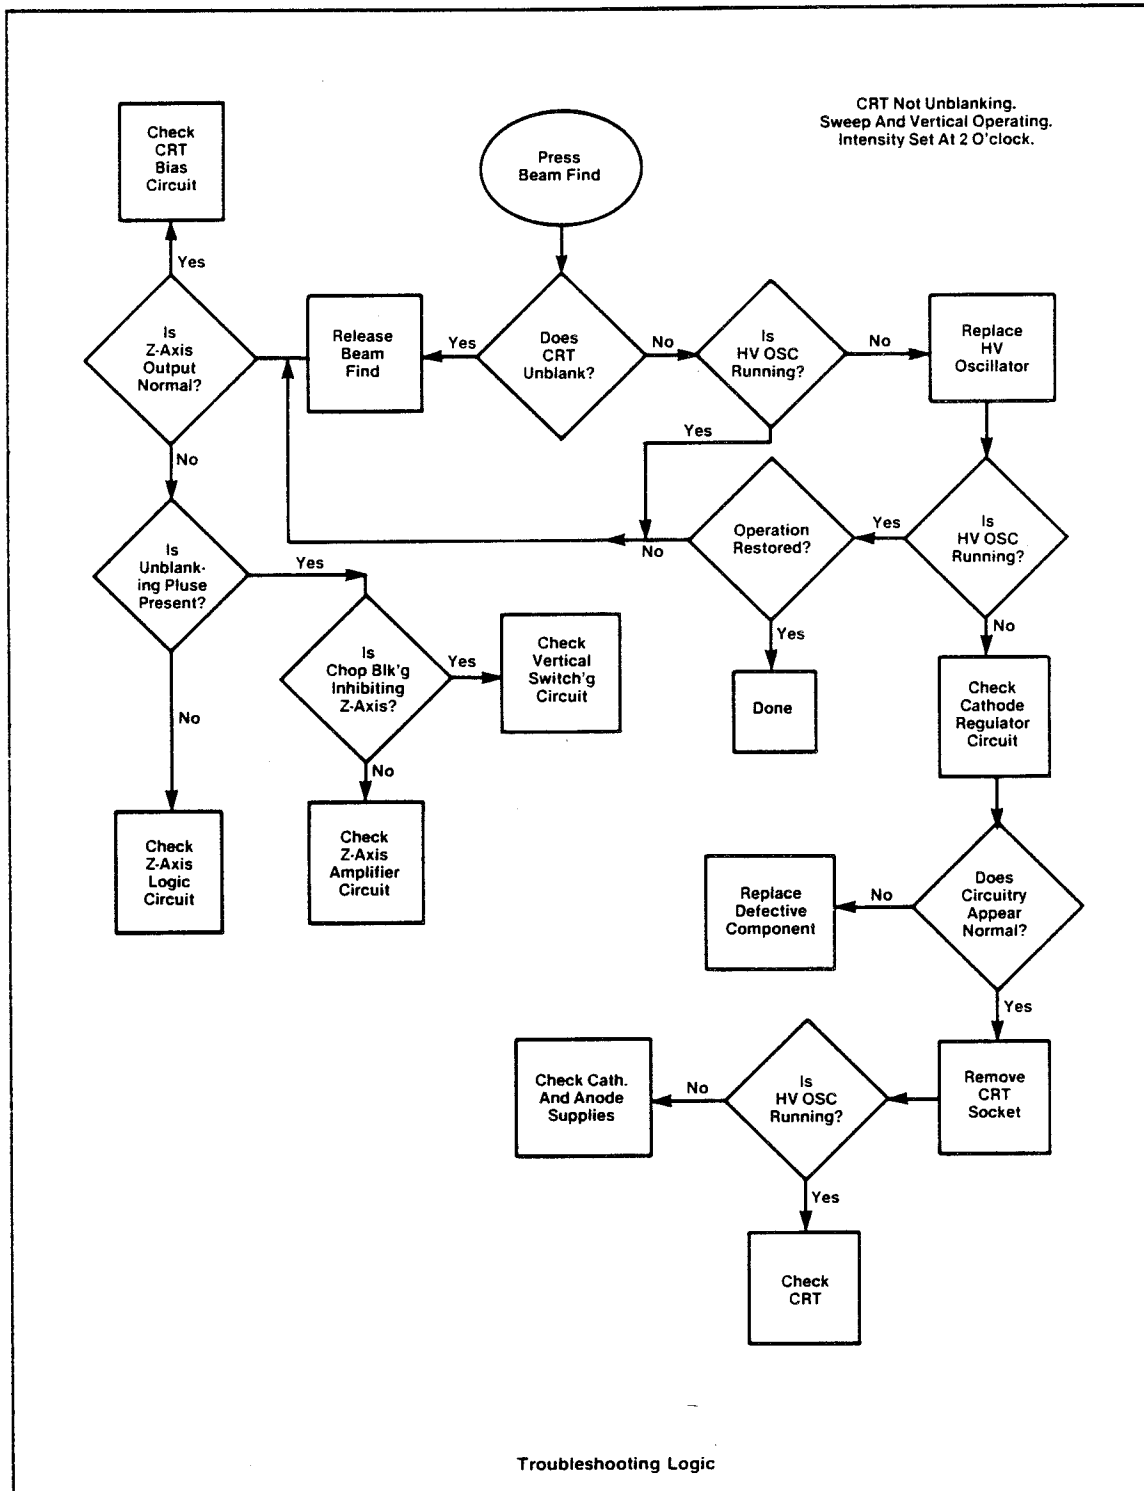 CRT Not Unblanking.
Sweep And Vertical Operating.
Intensity Set At 2 O'clock.
Check
CRT
Bias
Circuit
Press
Beam Find
Yes
Is
Z-Axis
Output
Normal?
Release
Beam
Find
Yes
Does
CRT
Unblank?
No
Is
HV OSC
Running?
No
Replace
HV
Oscillator
Yes
No
Operation
Restored?
Yes
Is
HV OSC
Running?
No
Is
Unblank-
ing Pluse
Present?
Yes
Yes
No
Is
Chop Blk'g
Inhibiting
Z-Axis?
Yes
Check
Vertical
Switch'g
Circuit
Done
Check
Cathode
Regulator
Circuit
No
No
Check
Z-Axis
Logic
Circuit
Check
Z-Axis
Amplifier
Circuit
Replace
Defective
Component
No
Does
Circuitry
Appear
Normal?
Yes
Check Cath.
And Anode
Supplies
No
Is
HV OSC
Running?
Remove
CRT
Socket
Yes
Check
CRT
Troubleshooting Logic